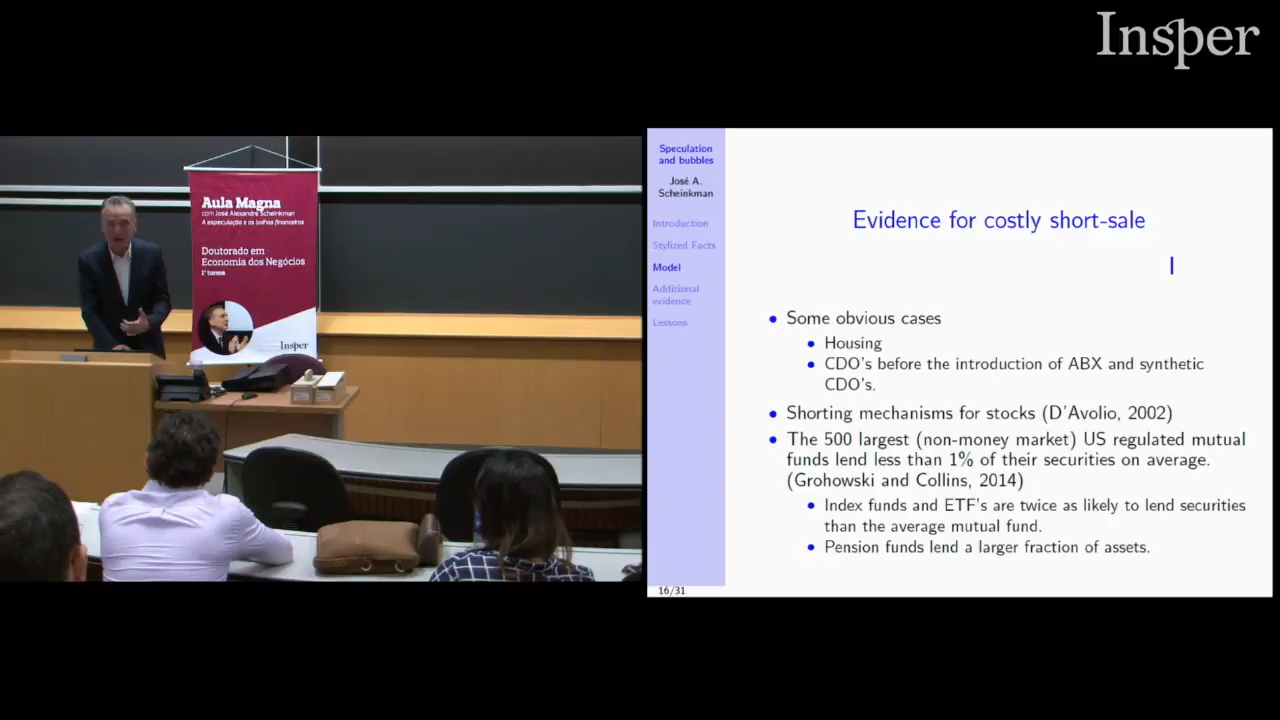 Insper
Aula Magna
com José Alexandre Scheinkman
A especulação e as bolhas financeiras
Doutorado em
Economia dos Negócios
1ª turma
Insper
Speculation
and bubbles
José A.
Scheinkman
Introduction
Stylized Facts
Model
Additional
evidence
Lessons
Evidence for costly short-sale
I
• Some obvious cases
• Housing
• CDO's before the introduction of ABX and synthetic
CDO's.
• Shorting mechanisms for stocks (D'Avolio, 2002)
• The 500 largest (non-money market) US regulated mutual
funds lend less than 1% of their securities on average.
(Grohowski and Collins, 2014)
• Index funds and ETF's are twice as likely to lend securities
than the average mutual fund.
• Pension funds lend a larger fraction of assets.
16/31